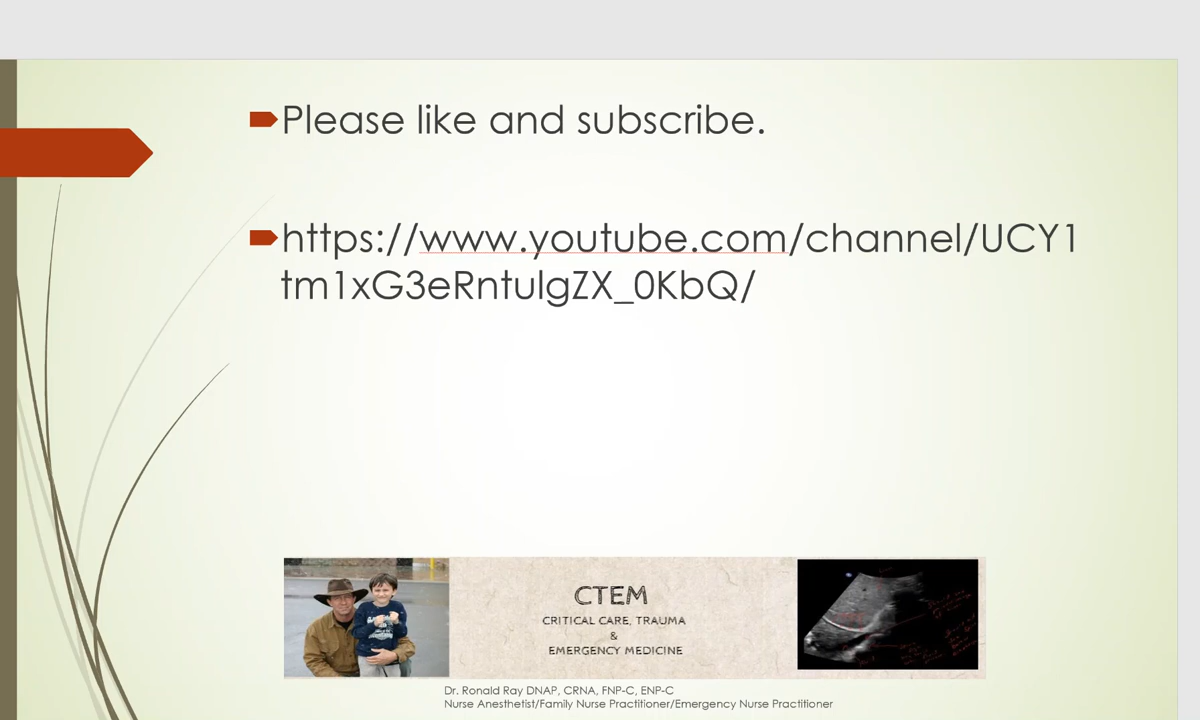 Please like and subscribe.
https://www.youtube.com/channel/UCY1
tm1xG3eRntulgZX_0KbQ/
CTEM
CRITICAL CARE, TRAUMA
&
EMERGENCY MEDICINE
Dr. Ronald Ray DNAP, CRNA, FNP-C, ENP-C
Nurse Anesthetist/Family Nurse Practitioner/Emergency Nurse Practitioner